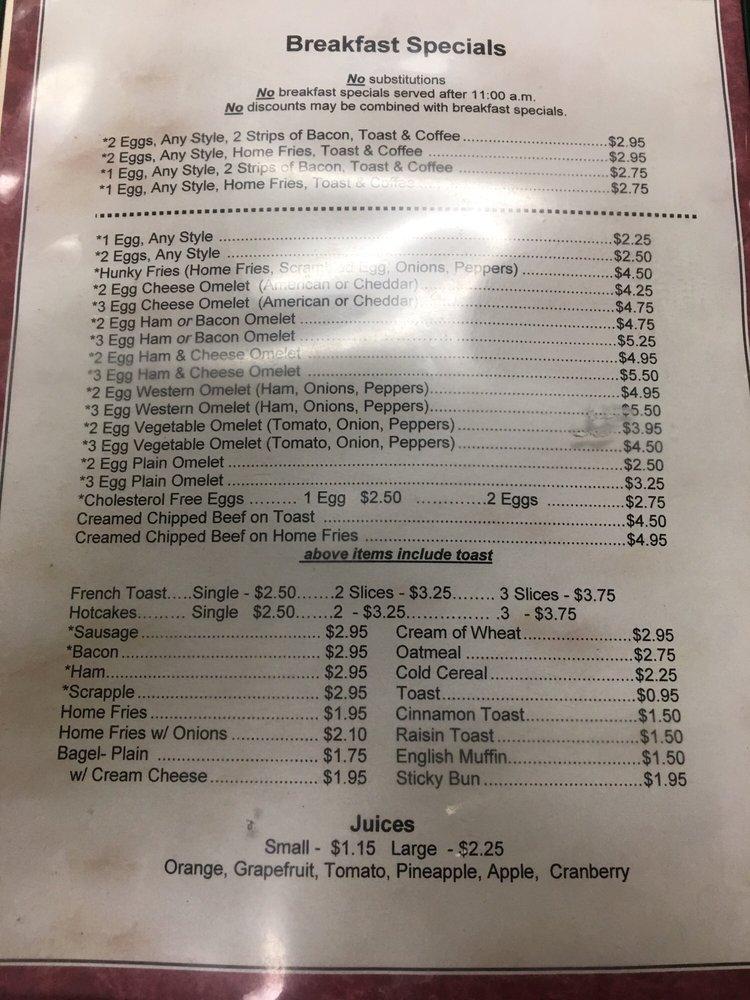 Breakfast Specials
No substitutions
No breakfast specials served after 11:00 a.m.
No discounts may be combined with breakfast specials.
*2 Eggs, Any Style, 2 Strips of Bacon, Toast & Coffee ............ $2.95
*2 Eggs, Any Style, Home Fries, Toast & Coffee ............ $2.95
*1 Egg, Any Style, 2 Strips of Bacon, Toast & Coffee ............ $2.75
*1 Egg, Any Style, Home Fries, Toast & Coffee ............ $2.75
*1 Egg, Any Style ............ $2.25
*2 Eggs, Any Style ............ $2.50
*Hunky Fries (Home Fries, Scrambled Egg, Onions, Peppers) ............ $4.50
*2 Egg Cheese Omelet (American or Cheddar) ............ $4.25
*3 Egg Cheese Omelet (American or Cheddar) ............ $4.75
*2 Egg Ham or Bacon Omelet ............ $4.75
*3 Egg Ham or Bacon Omelet ............ $5.25
*2 Egg Ham & Cheese Omelet ............ $4.95
*3 Egg Ham & Cheese Omelet ............ $5.50
*2 Egg Western Omelet (Ham, Onions, Peppers) ............ $4.95
*3 Egg Western Omelet (Ham, Onions, Peppers) ............ $5.50
*2 Egg Vegetable Omelet (Tomato, Onion, Peppers) ............ $3.95
*3 Egg Vegetable Omelet (Tomato, Onion, Peppers) ............ $4.50
*2 Egg Plain Omelet ............ $2.50
*3 Egg Plain Omelet ............ $3.25
*Cholesterol Free Eggs ......... 1 Egg $2.50 ............2 Eggs ............ $2.75
Creamed Chipped Beef on Toast ............ $4.50
Creamed Chipped Beef on Home Fries ............ $4.95
above items include toast
French Toast.....Single - $2.50.......2 Slices - $3.25........ 3 Slices - $3.75
Hotcakes......... Single $2.50.......2 - $3.25............... .3 - $3.75
*Sausage ............ $2.95
*Bacon ............ $2.95
*Ham ............ $2.95
*Scrapple ............ $2.95
Home Fries ............ $1.95
Home Fries w/ Onions ............ $2.10
Bagel- Plain ............ $1.75
w/ Cream Cheese ............ $1.95
Cream of Wheat ............ $2.95
Oatmeal ............ $2.75
Cold Cereal ............ $2.25
Toast ............ $0.95
Cinnamon Toast ............ $1.50
Raisin Toast ............ $1.50
English Muffin ............ $1.50
Sticky Bun ............ $1.95
Juices
Small - $1.15 Large - $2.25
Orange, Grapefruit, Tomato, Pineapple, Apple, Cranberry